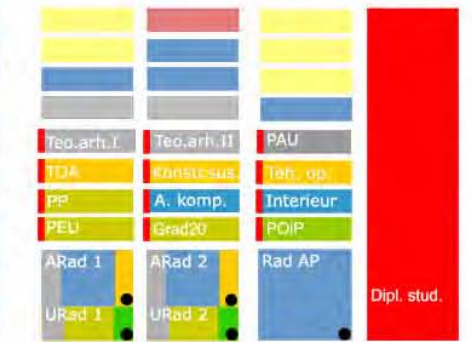 Teo.arh.I Teo.arh.II PAU
TOA Konstr.sus. Teh. op.
PP A. komp. Interieur
PEU Grad20 POiP
ARad 1 ARad 2 Rad AP
Dipl. stud.
URad 1 URad 2